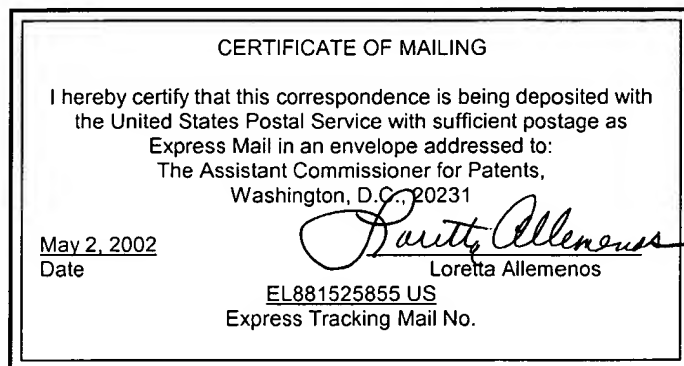 CERTIFICATE OF MAILING
I hereby certify that this correspondence is being deposited with
the United States Postal Service with sufficient postage as
Express Mail in an envelope addressed to:
The Assistant Commissioner for Patents,
Washington, D.C., 20231
Loretta Allemenos
May 2, 2002
Date
Loretta Allemenos
EL881525855 US
Express Tracking Mail No.